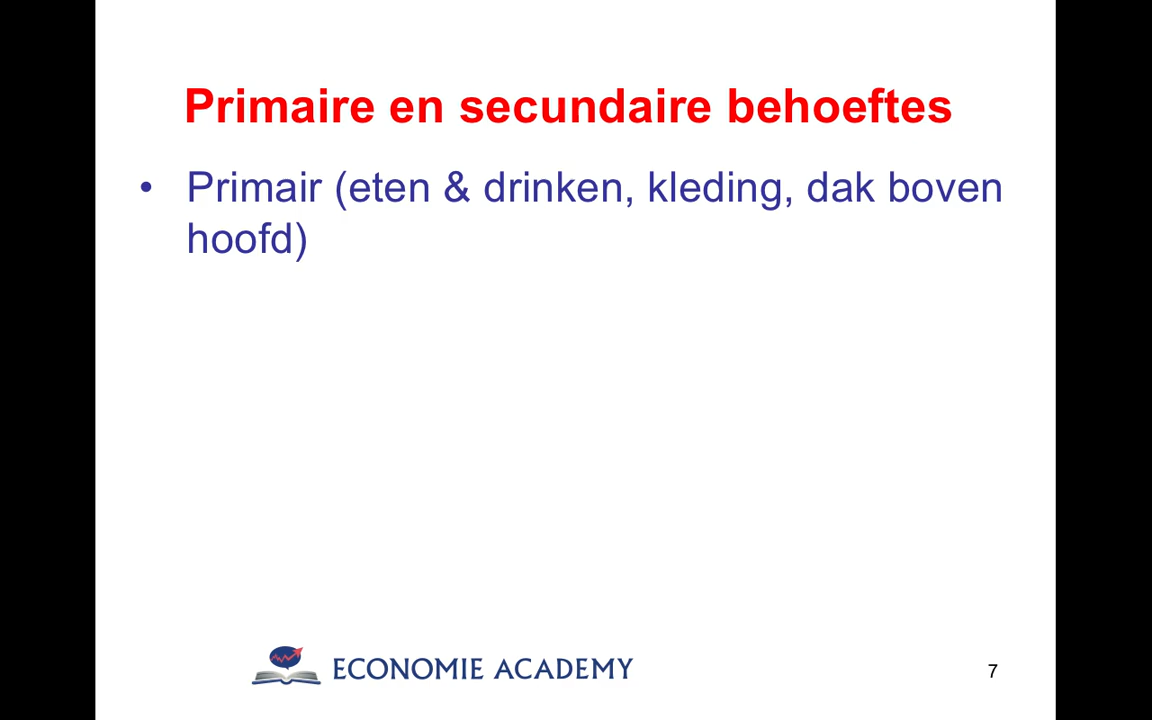 Primaire en secundaire behoeftes
• Primair (eten & drinken, kleding, dak boven
hoofd)
ECONOMIE ACADEMY
7